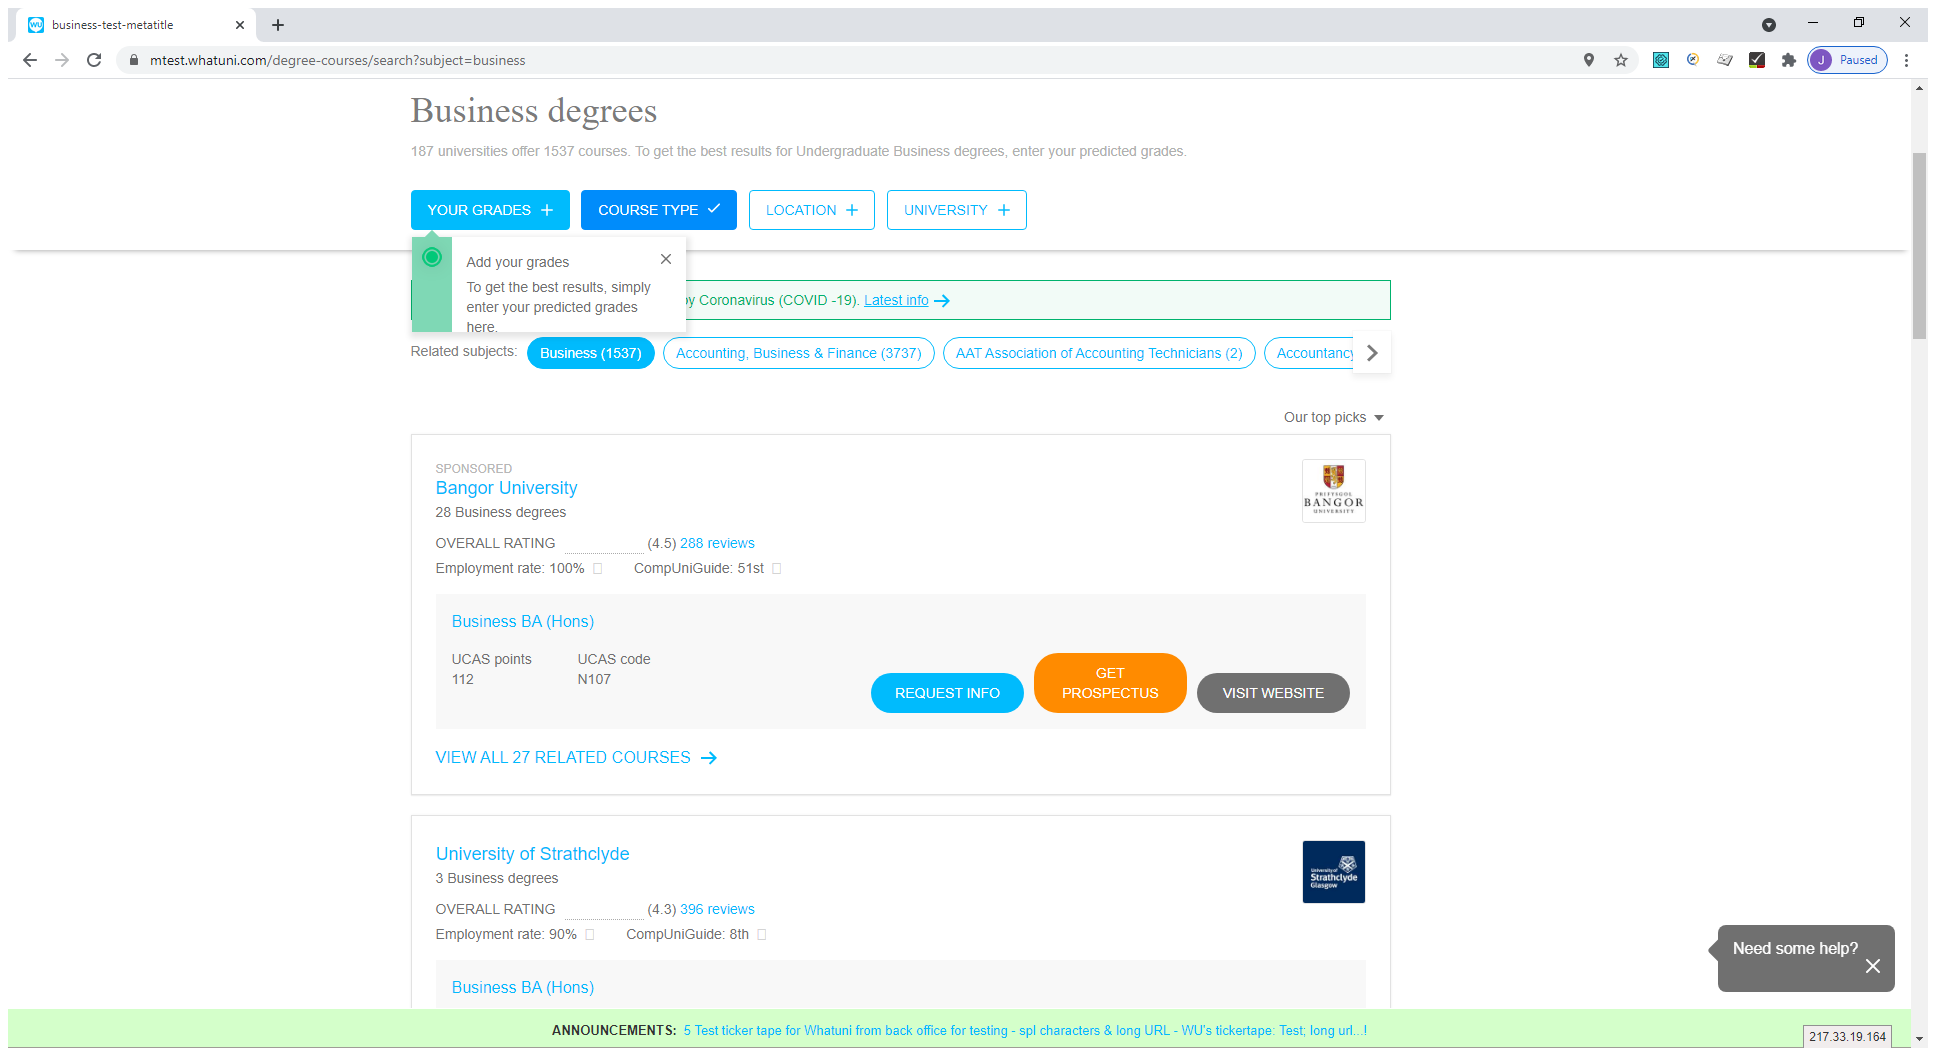 business-test-metatitle
mtest.whatuni.com/degree-courses/search?subject=business
J Paused
Business degrees
187 universities offer 1537 courses. To get the best results for Undergraduate Business degrees, enter your predicted grades.
YOUR GRADES + COURSE TYPE LOCATION + UNIVERSITY +
Add your grades
To get the best results, simply
enter your predicted grades
here.
by Coronavirus (COVID -19). Latest info →
Related subjects: Business (1537) Accounting, Business & Finance (3737) AAT Association of Accounting Technicians (2) Accountancy
Our top picks
SPONSORED
Bangor University
28 Business degrees
OVERALL RATING (4.5) 288 reviews
Employment rate: 100% CompUniGuide: 51st
PRIFYSGOL
BANGOR
UNIVERSITY
Business BA (Hons)
UCAS points UCAS code
112 N107
REQUEST INFO
GET
PROSPECTUS
VISIT WEBSITE
VIEW ALL 27 RELATED COURSES →
University of Strathclyde
3 Business degrees
OVERALL RATING (4.3) 396 reviews
Employment rate: 90% CompUniGuide: 8th
University of
Strathclyde
Glasgow
Business BA (Hons)
Need some help?
ANNOUNCEMENTS: 5 Test ticker tape for Whatuni from back office for testing - spl characters & long URL - WU's tickertape: Test; long url...!
217.33.19.164